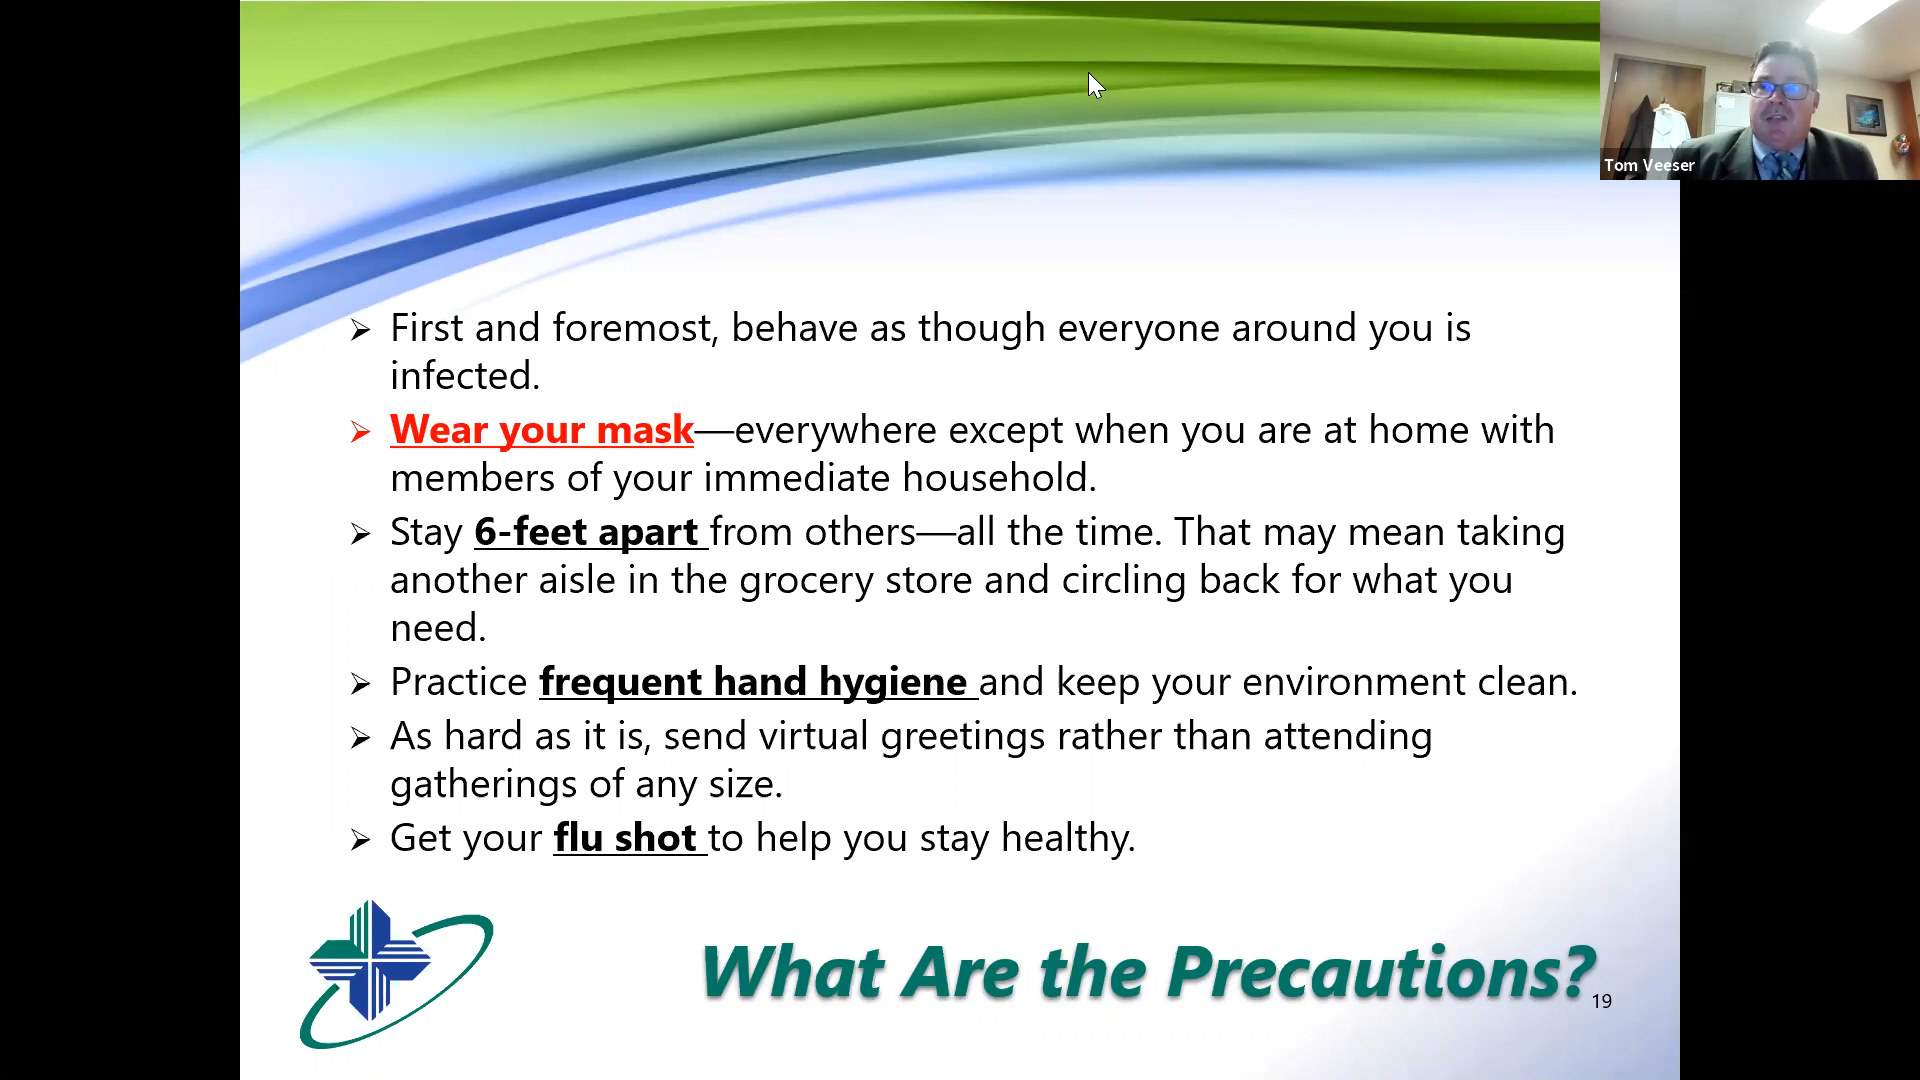 Tom Veeser
First and foremost, behave as though everyone around you is
infected.
Wear your mask—everywhere except when you are at home with
members of your immediate household.
Stay 6-feet apart from others—all the time. That may mean taking
another aisle in the grocery store and circling back for what you
need.
Practice frequent hand hygiene and keep your environment clean.
As hard as it is, send virtual greetings rather than attending
gatherings of any size.
Get your flu shot to help you stay healthy.
What Are the Precautions?
19